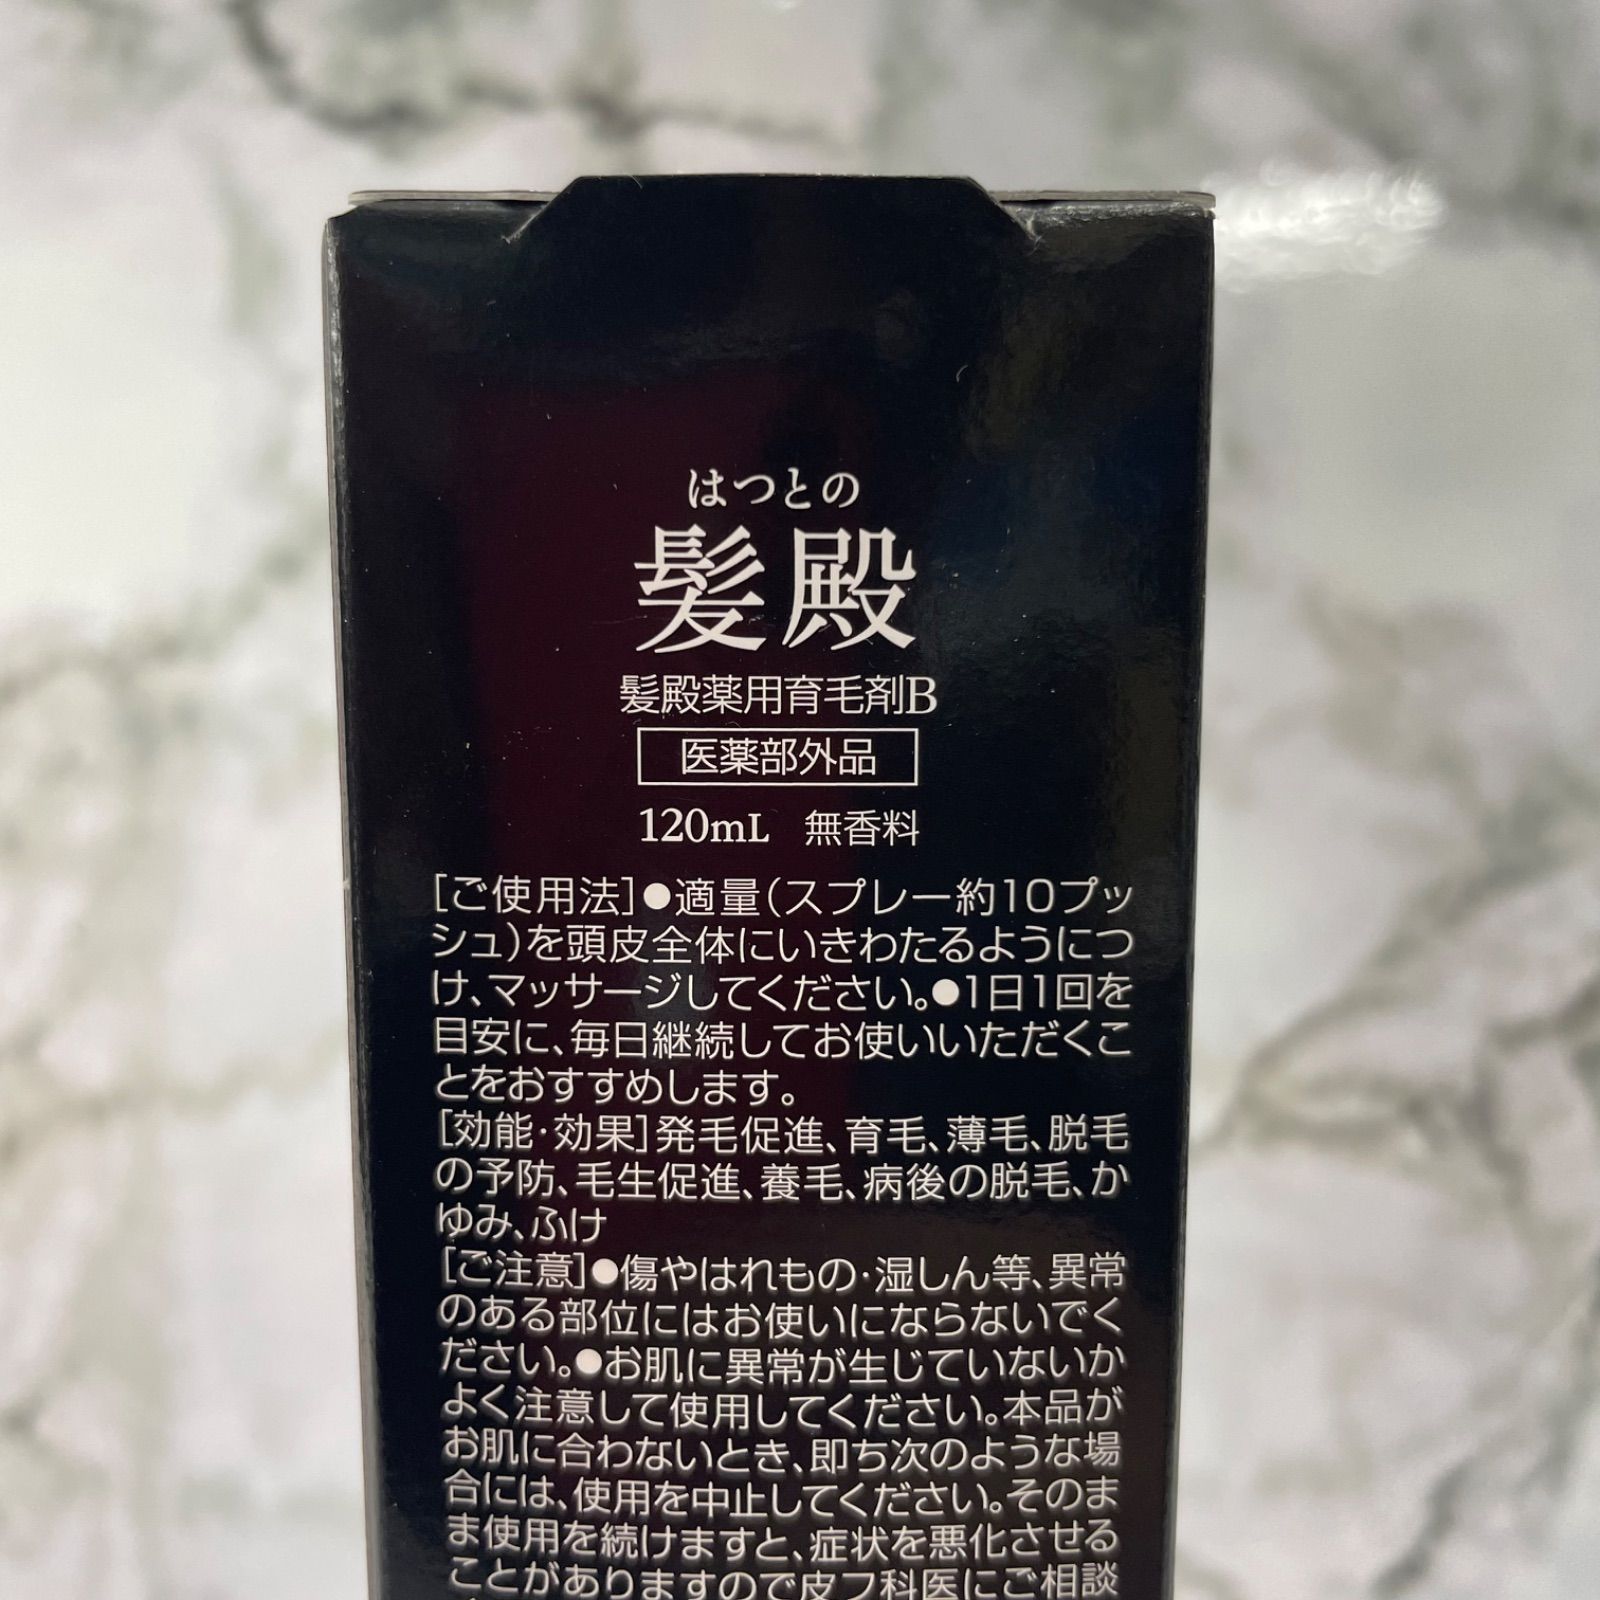 はつとの
髪殿
髪殿薬用育毛剤B
医薬部外品
120mL 無香料
[ご使用法]●適量(スプレー約10プッ
シュ)を頭皮全体にいきわたるようにつ
け、マッサージしてください。●1日1回を
目安に、毎日継続してお使いいただくこ
とをおすすめします。
[効能・効果]発毛促進、育毛、薄毛、脱毛
の予防、毛生促進、養毛、病後の脱毛、か
ゆみ、ふけ
[ご注意]●傷やはれもの・湿しん等、異常
のある部位にはお使いにならないでく
ださい。●お肌に異常が生じていないか
よく注意して使用してください。本品が
お肌に合わないとき、即ち次のような場
合には、使用を中止してください。そのま
ま使用を続けますと、症状を悪化させる
ことがありますので皮フ科医にご相談